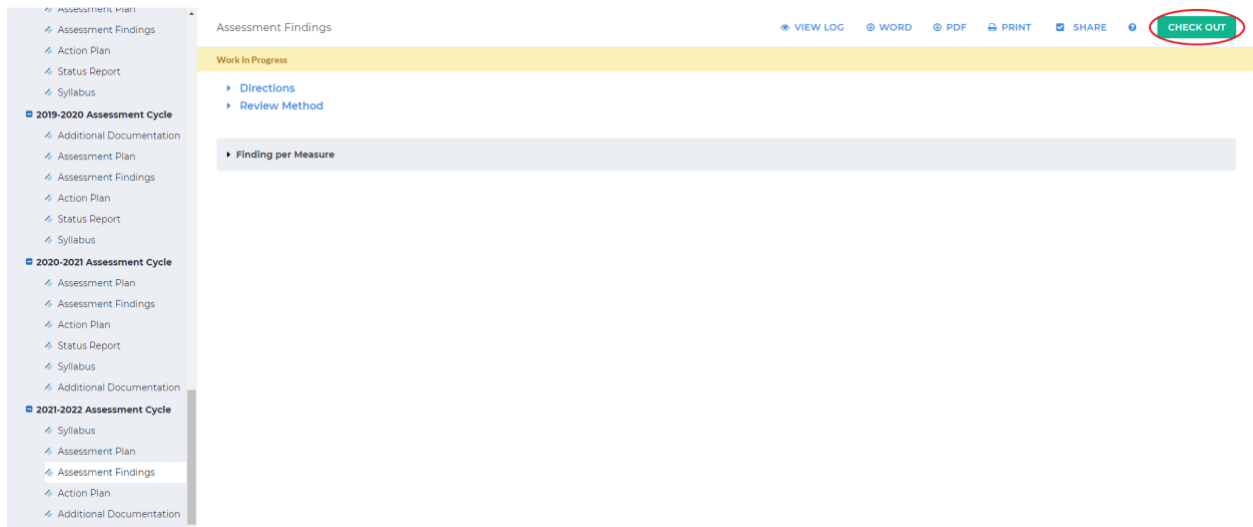 Assessment Plan
Assessment Findings
Action Plan
Status Report
Syllabus
2019-2020 Assessment Cycle
Additional Documentation
Assessment Plan
Assessment Findings
Action Plan
Status Report
Syllabus
2020-2021 Assessment Cycle
Assessment Plan
Assessment Findings
Action Plan
Status Report
Syllabus
Additional Documentation
2021-2022 Assessment Cycle
Syllabus
Assessment Plan
Assessment Findings
Action Plan
Additional Documentation
Assessment Findings
VIEW LOG WORD PDF PRINT SHARE ? CHECK OUT
Work In Progress
Directions
Review Method
Finding per Measure